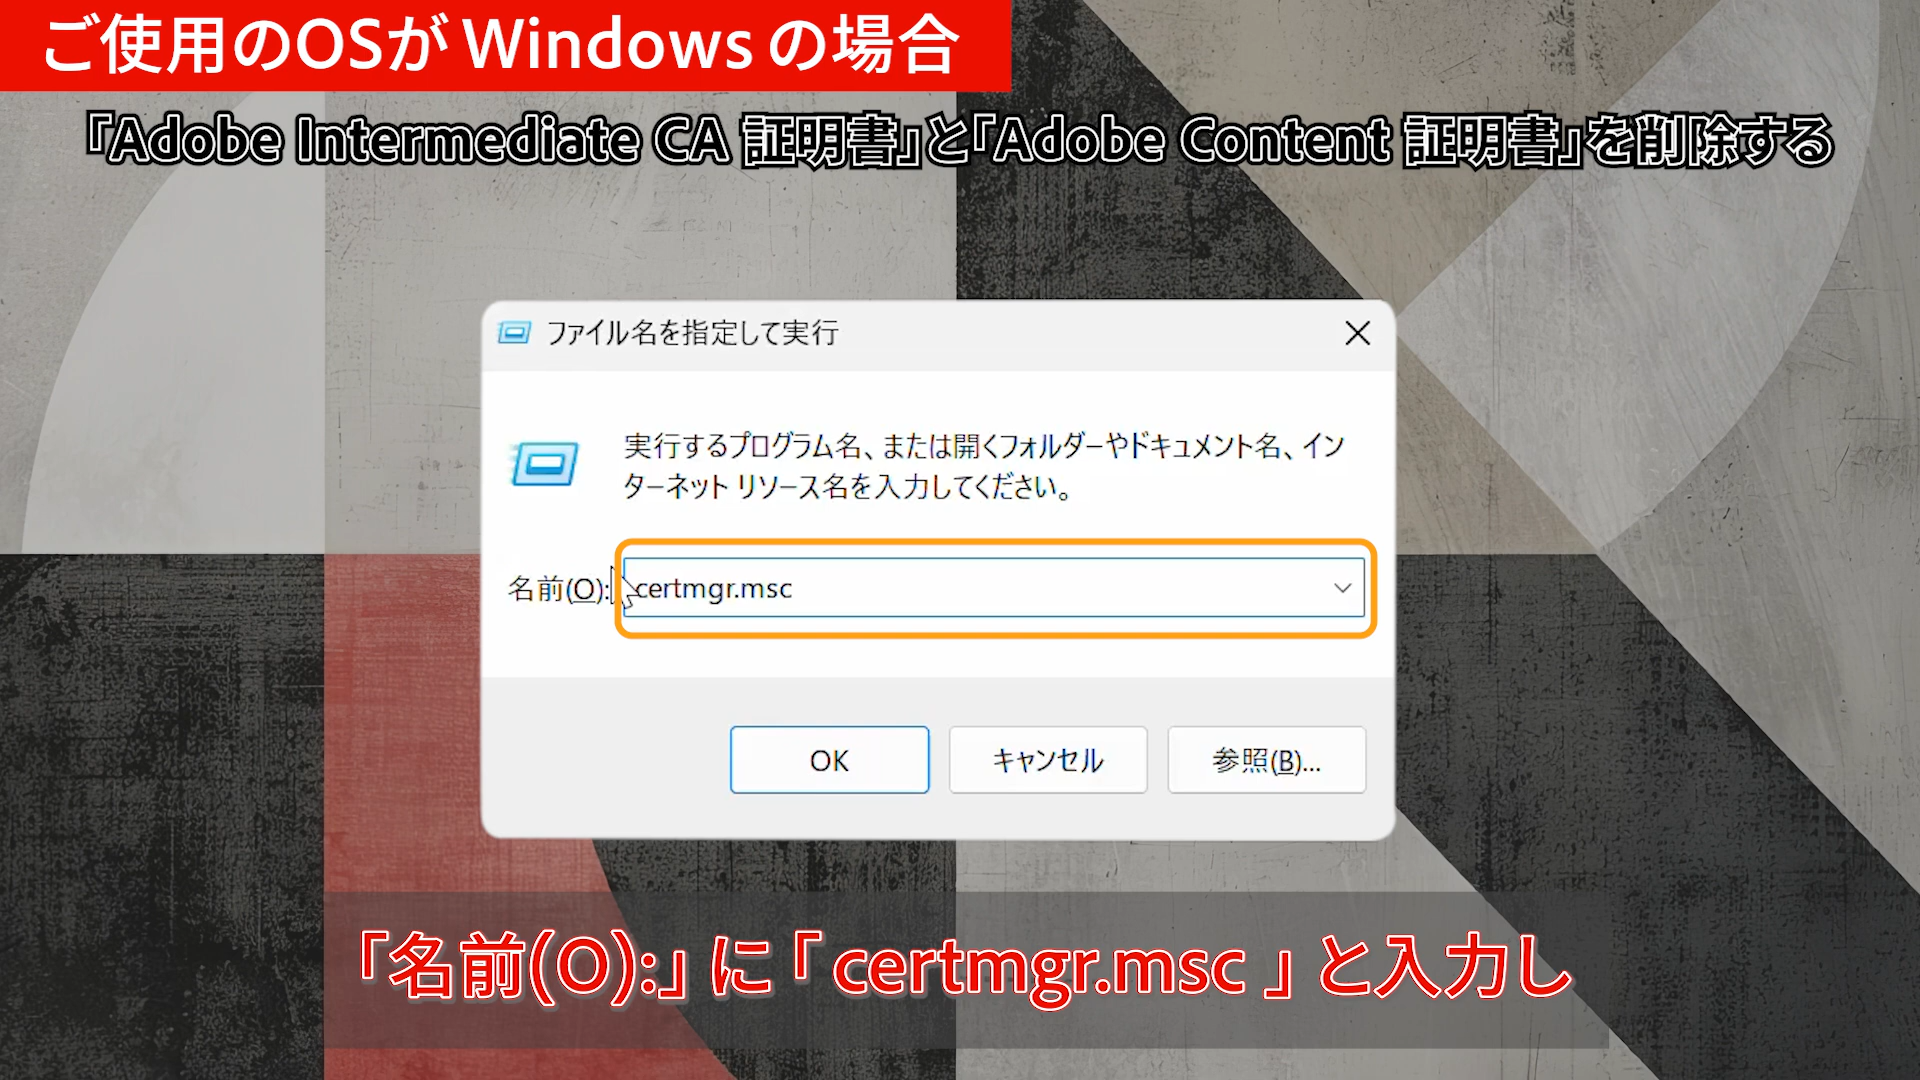 ご使用のOSが Windows の場合
「Adobe Intermediate CA 証明書」と「Adobe Content 証明書」を削除する
ファイル名を指定して実行
実行するプログラム名、または開くフォルダーやドキュメント名、イン
ターネット リソース名を入力してください。
名前(O): certmgr.msc
OK キャンセル 参照(B)...
「名前(O):」 に 「 certmgr.msc 」 と入力し